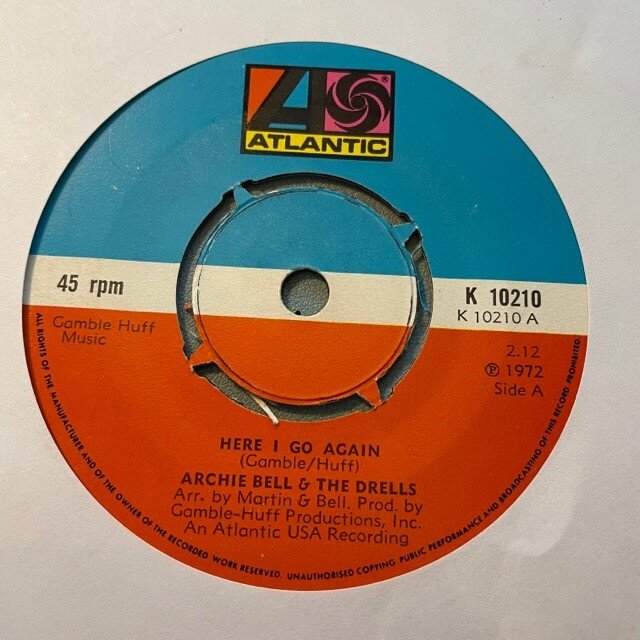 ATLANTIC
®
45 rpm
K 10210
K 10210 A
Gamble Huff
Music
2.12
℗ 1972
Side A
HERE I GO AGAIN
(Gamble/Huff)
ARCHIE BELL & THE DRELLS
Arr. by Martin & Bell. Prod. by
Gamble-Huff Productions, Inc.
An Atlantic USA Recording
ALL RIGHTS OF THE MANUFACTURER AND OF THE OWNER OF THE RECORDED WORK RESERVED. UNAUTHORISED COPYING PUBLIC PERFORMANCE AND BROADCASTING OF THIS RECORD PROHIBITED.